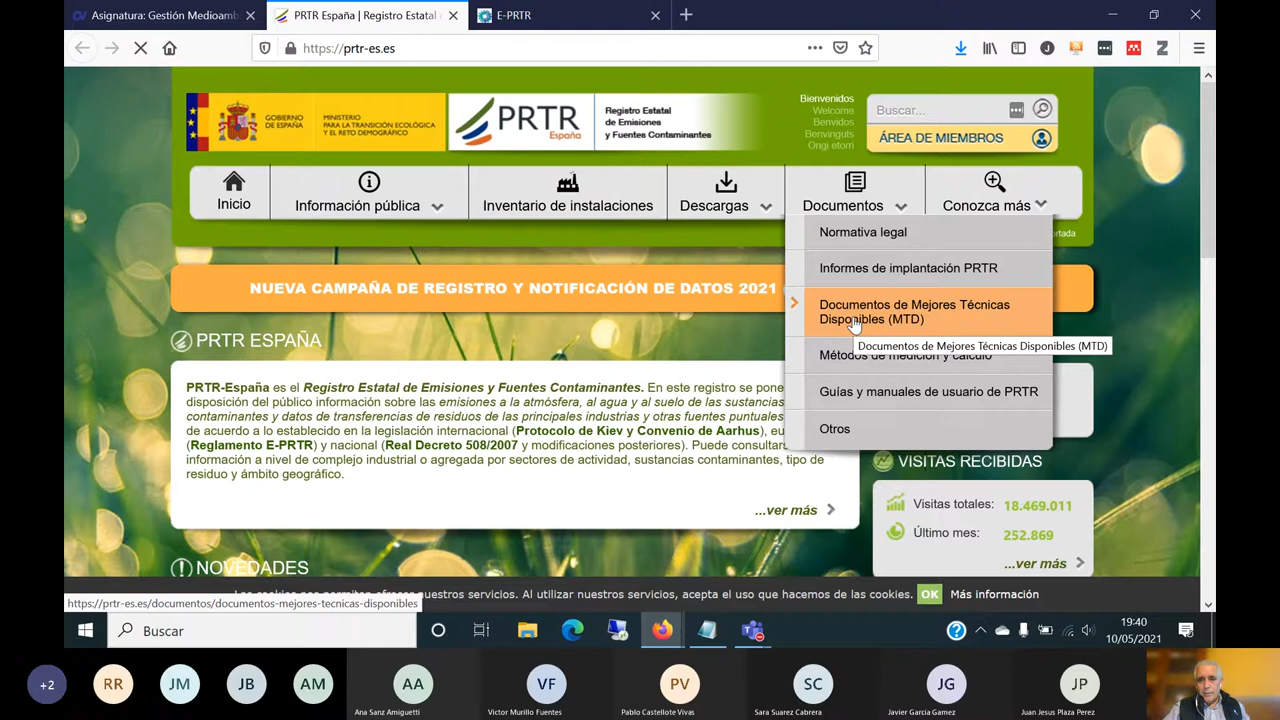 Asignatura: Gestión Medioamb
PRTR España | Registro Estatal
E-PRTR
https://prtr-es.es
GOBIERNO DE ESPAÑA
MINISTERIO PARA LA TRANSICIÓN ECOLÓGICA Y EL RETO DEMOGRÁFICO
PRTR
España
Registro Estatal
de Emisiones
y Fuentes Contaminantes
Bienvenidos
Welcome
Benvidos
Benvinguts
Ongi etorri
Buscar...
ÁREA DE MIEMBROS
Inicio
Información pública
Inventario de instalaciones
Descargas
Documentos
Conozca más
ortada
Normativa legal
Informes de implantación PRTR
Documentos de Mejores Técnicas
Disponibles (MTD)
Documentos de Mejores Técnicas Disponibles (MTD)
Métodos de medición y cálculo
Guías y manuales de usuario de PRTR
Otros
NUEVA CAMPAÑA DE REGISTRO Y NOTIFICACIÓN DE DATOS 2021
PRTR ESPAÑA
PRTR-España es el Registro Estatal de Emisiones y Fuentes Contaminantes. En este registro se pone
disposición del público información sobre las emisiones a la atmósfera, al agua y al suelo de las sustancias
contaminantes y datos de transferencias de residuos de las principales industrias y otras fuentes puntuales
de acuerdo a lo establecido en la legislación internacional (Protocolo de Kiev y Convenio de Aarhus), eu
(Reglamento E-PRTR) y nacional (Real Decreto 508/2007 y modificaciones posteriores). Puede consultar
información a nivel de complejo industrial o agregada por sectores de actividad, sustancias contaminantes, tipo de
residuo y ámbito geográfico.
...ver más
VISITAS RECIBIDAS
Visitas totales: 18.469.011
Último mes: 252.869
...ver más
NOVEDADES
nuestros servicios. Al utilizar nuestros servicios, acepta el uso que hacemos de las cookies. OK Más información
https://prtr-es.es/documentos/documentos-mejores-tecnicas-disponibles
Buscar
19:40
10/05/2021
+2
RR
JM
JB
AM
AA
VF
PV
SC
JG
JP
Ana Sanz Amiguetti
Victor Murillo Fuentes
Pablo Castellote Vivas
Sara Suarez Cabrera
Javier Garcia Gamez
Juan Jesus Plaza Perez